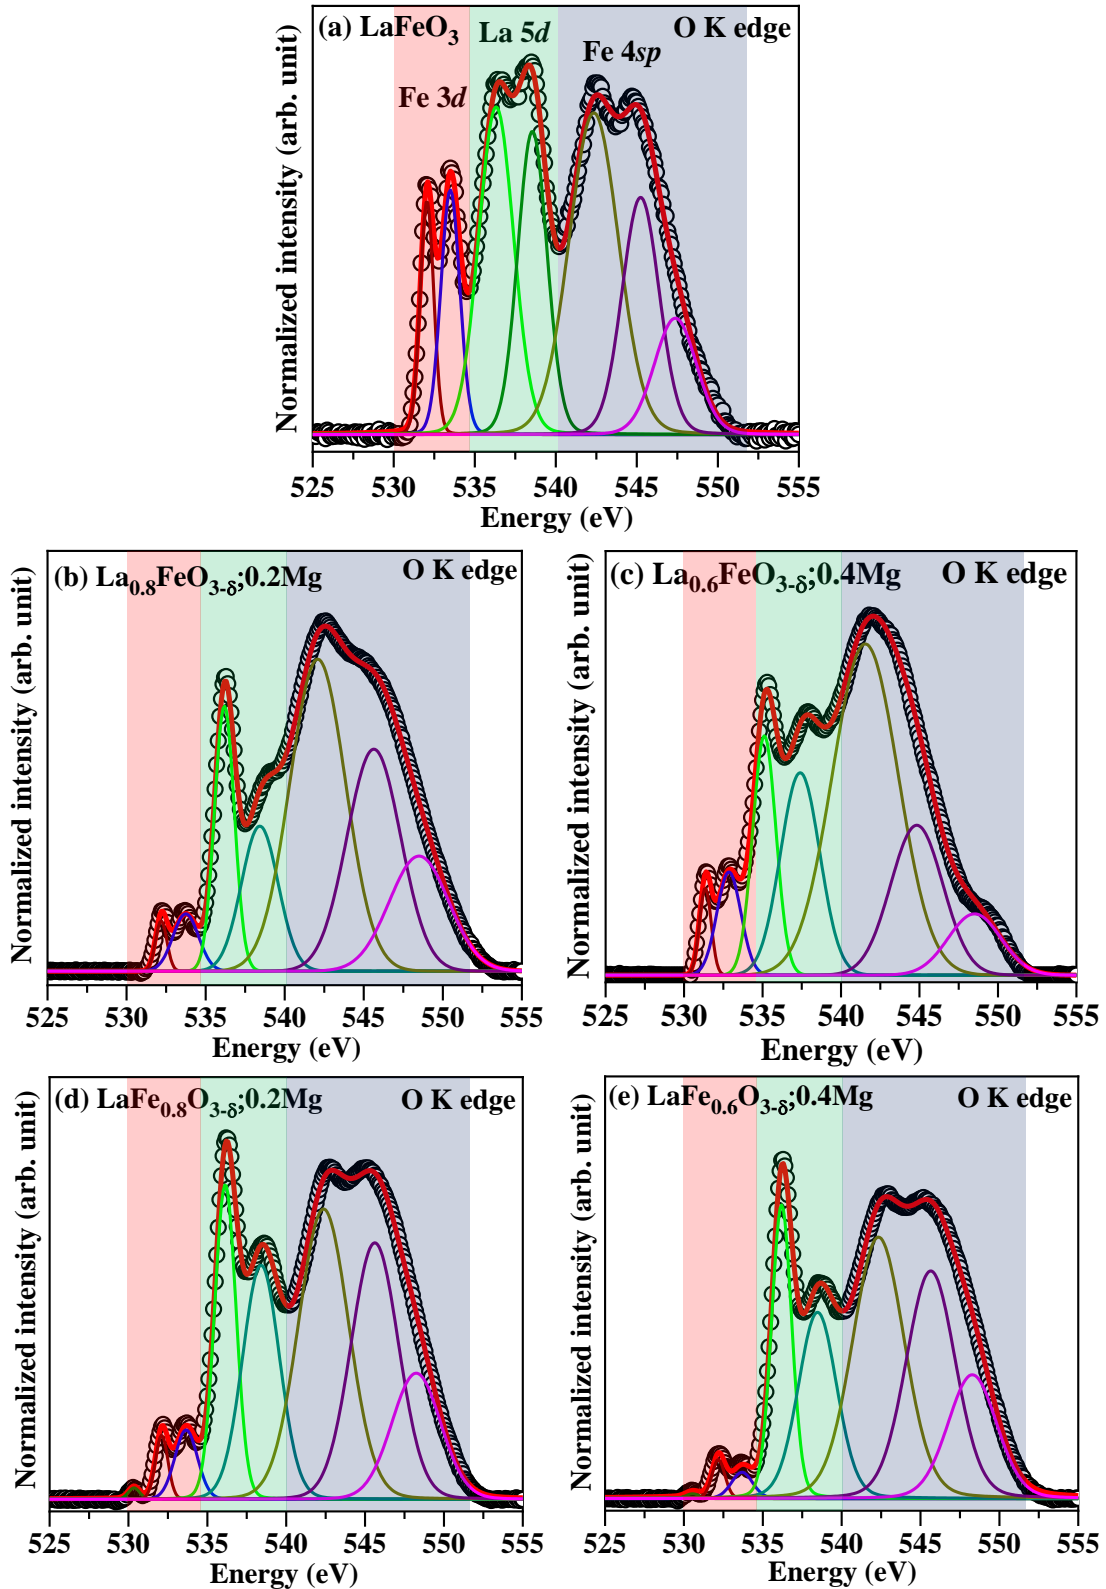 (a) LaFeO₃
La 5d
O K edge
Fe 4sp
Fe 3d
Normalized intensity (arb. unit)
525 530 535 540 545 550 555
Energy (eV)
(b) La₀.₈FeO₃₋δ;0.2Mg
O K edge
Normalized intensity (arb. unit)
525 530 535 540 545 550 555
Energy (eV)
(c) La₀.₆FeO₃₋δ;0.4Mg
O K edge
Normalized intensity (arb. unit)
525 530 535 540 545 550 555
Energy (eV)
(d) LaFe₀.₈O₃₋δ;0.2Mg
O K edge
Normalized intensity (arb. unit)
525 530 535 540 545 550 555
Energy (eV)
(e) LaFe₀.₆O₃₋δ;0.4Mg
O K edge
Normalized intensity (arb. unit)
525 530 535 540 545 550 555
Energy (eV)